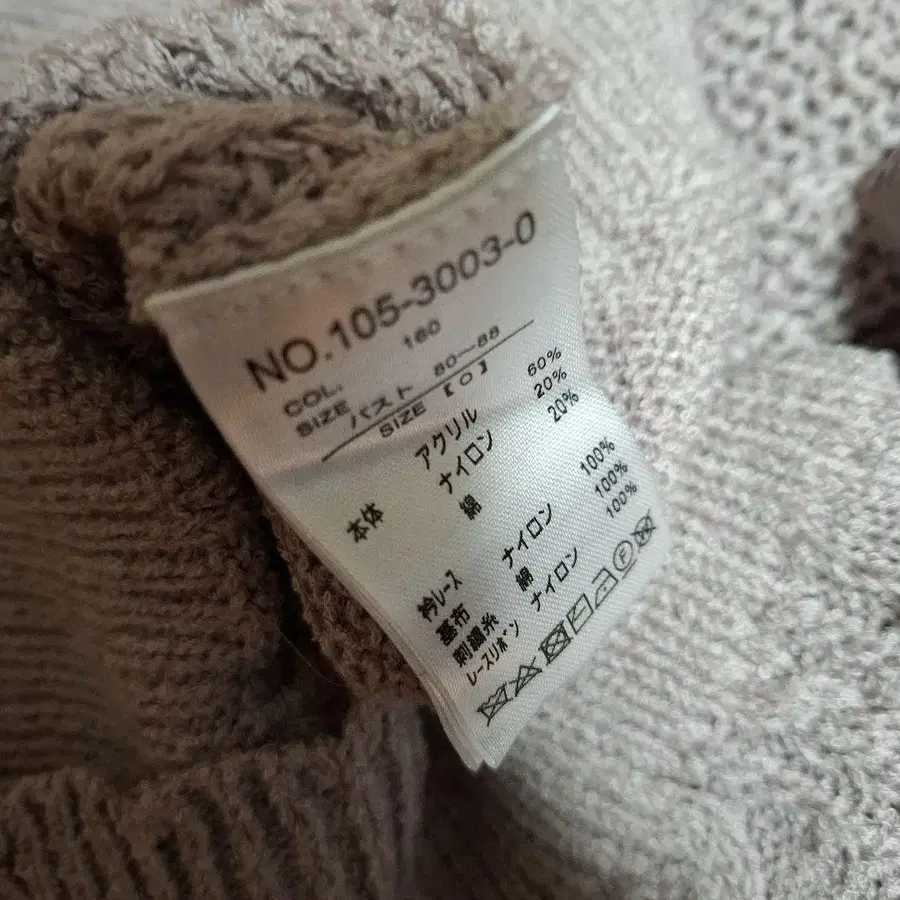 NO.105-3003-0
COL. 160
SIZE バスト 80~88
SIZE 【0】
本体 アクリル 60%
ナイロン 20%
綿 20%
衿レース
基布 ナイロン 100%
刺繍糸 綿 100%
レースリボン ナイロン 100%
F